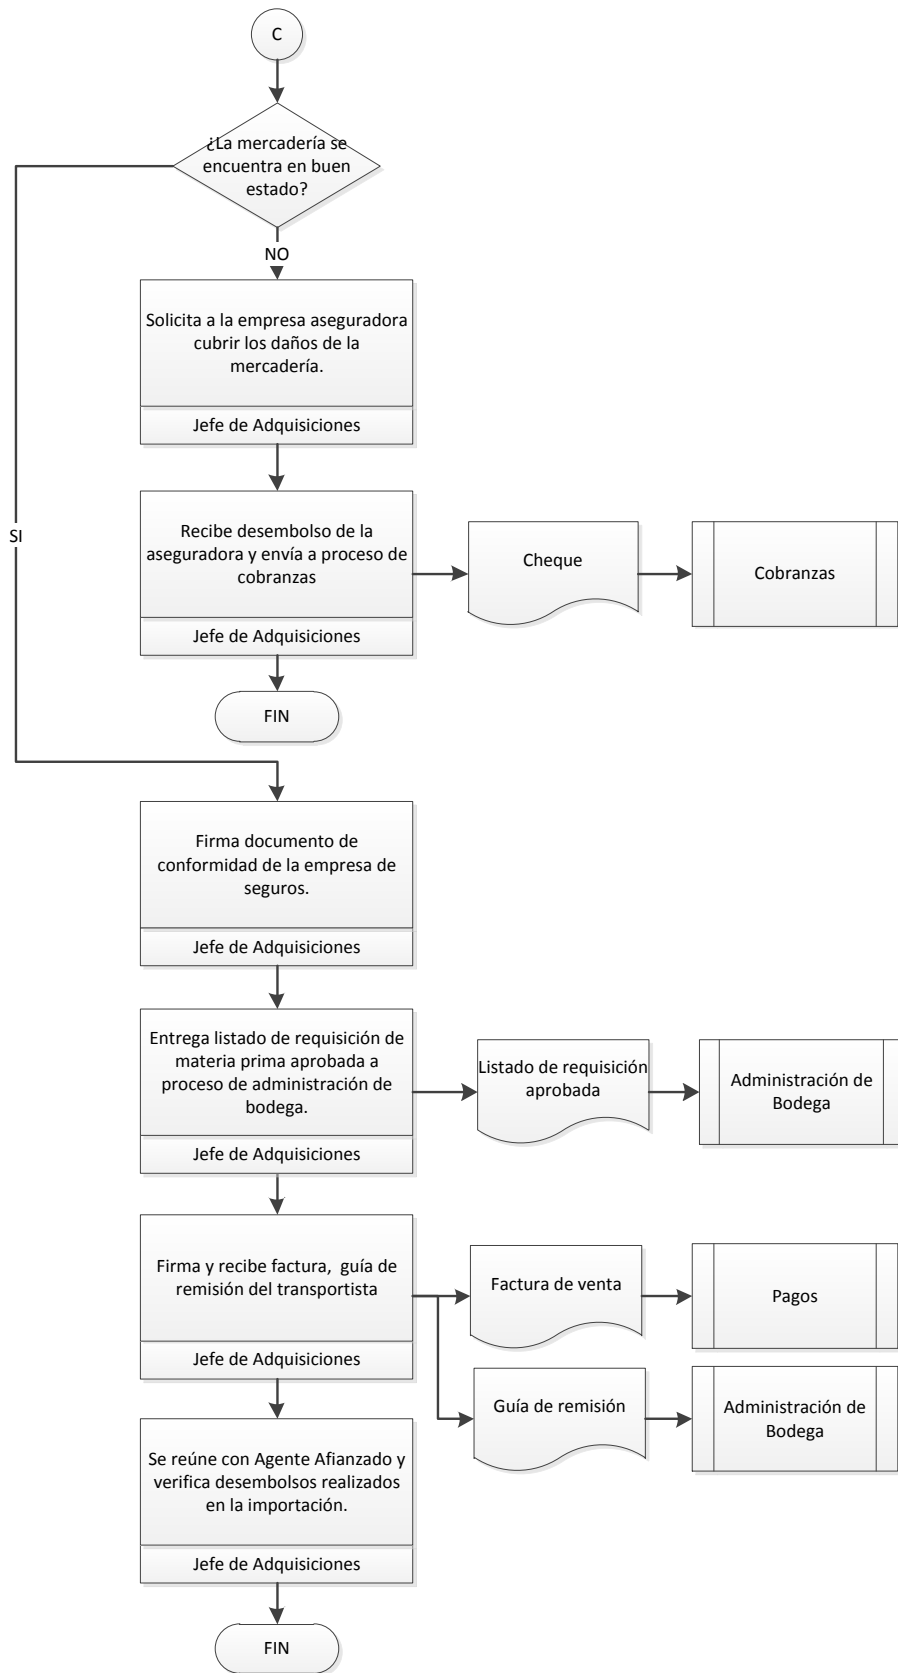 C
¿La mercadería se
encuentra en buen
estado?
NO
Solicita a la empresa aseguradora
cubrir los daños de la
mercadería.
Jefe de Adquisiciones
SI
Recibe desembolso de la
aseguradora y envía a proceso de
cobranzas
Jefe de Adquisiciones
Cheque
Cobranzas
FIN
Firma documento de
conformidad de la empresa de
seguros.
Jefe de Adquisiciones
Entrega listado de requisición de
materia prima aprobada a
proceso de administración de
bodega.
Jefe de Adquisiciones
Listado de requisición
aprobada
Administración de
Bodega
Firma y recibe factura,  guía de
remisión del transportista
Jefe de Adquisiciones
Factura de venta
Pagos
Guía de remisión
Administración de
Bodega
Se reúne con Agente Afianzado y
verifica desembolsos realizados
en la importación.
Jefe de Adquisiciones
FIN